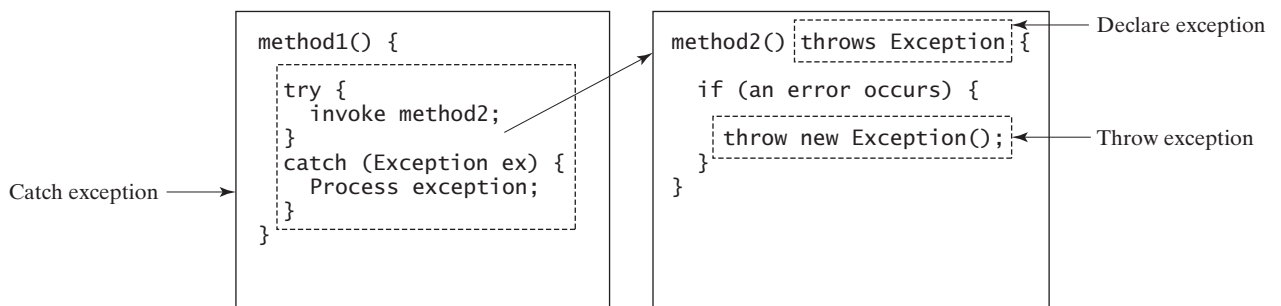 Catch exception
method1() {
try {
invoke method2;
}
catch (Exception ex) {
Process exception;
}
}
method2() throws Exception {
if (an error occurs) {
throw new Exception();
}
}
Declare exception
Throw exception